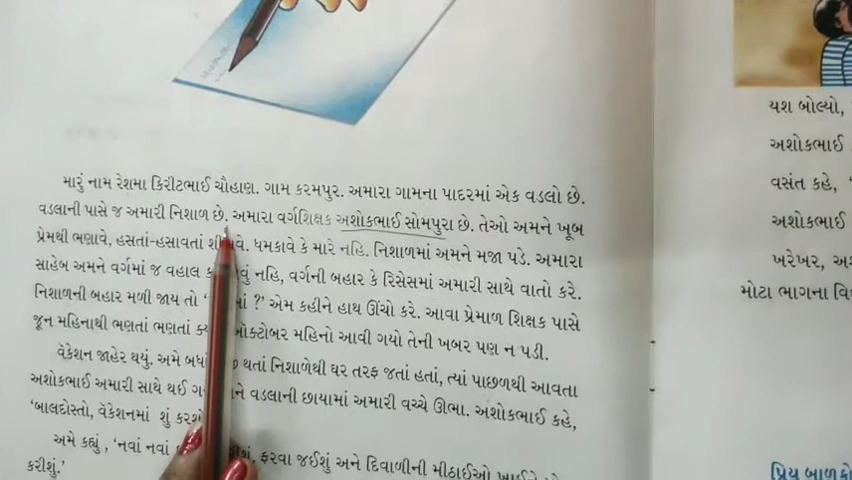 મારું નામ રેશમા કિરીટભાઈ ચૌહાણ. ગામ કરમપુર. અમારા ગામના પાદરમાં એક વડલો છે.
વડલાની પાસે જ અમારી નિશાળ છે. અમારા વર્ગશિક્ષક અશોકભાઈ સોમપુરા છે. તેઓ અમને ખૂબ
પ્રેમથી ભણાવે, હસતાં-હસાવતાં ધમકાવે કે મારે નહિ. નિશાળમાં અમને મજા પડે. અમારા
સાહેબ અમને વર્ગમાં જ વહાલ નહિ, વર્ગની બહાર કે રિસેસમાં અમારી સાથે વાતો કરે.
નિશાળની બહાર મળી જાય તો ?' એમ કહીને હાથ ઊંચો કરે. આવા પ્રેમાળ શિક્ષક પાસે
જૂન મહિનાથી ભણતાં ભણતાં ઑક્ટોબર મહિનો આવી ગયો તેની ખબર પણ ન પડી.
વૅકેશન જાહેર થયું. અમે થતાં નિશાળેથી ઘર તરફ જતાં હતાં, ત્યાં પાછળથી આવતા
અશોકભાઈ અમારી સાથે થઈ વડલાની છાયામાં અમારી વચ્ચે ઊભા. અશોકભાઈ કહે,
'બાલદોસ્તો, વૅકેશનમાં શું
અમે કહ્યું, 'નવાં નવાં ફરવા જઈશું અને દિવાળીની મીઠાઈઓ
કરીશું.'
યશ બોલ્યો,
અશોકભાઈ
વસંત કહે, '
અશોકભાઈ
ખરેખર,
મોટા ભાગના
પ્રિય બાળકો